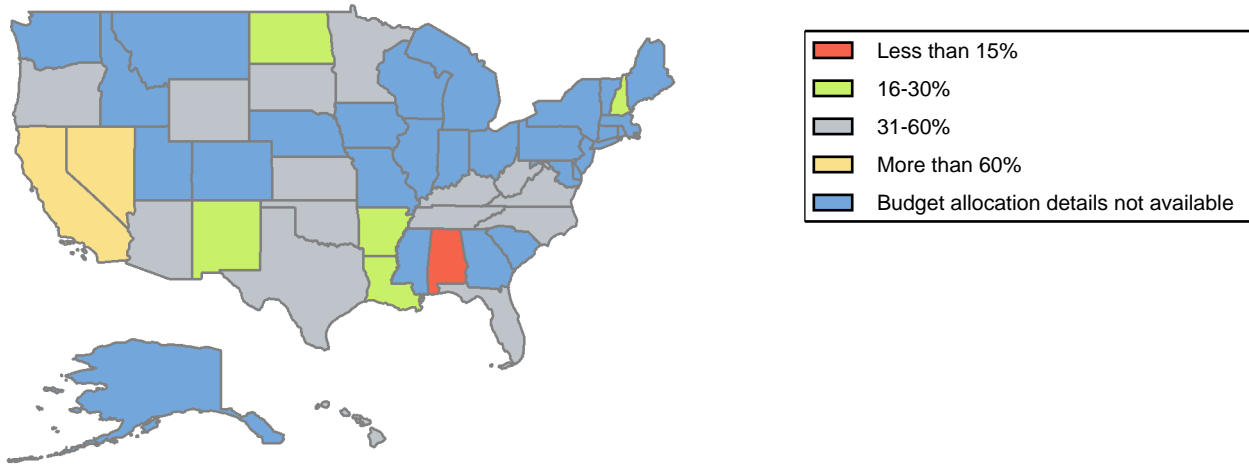 Less than 15%
16-30%
31-60%
More than 60%
Budget allocation details not available